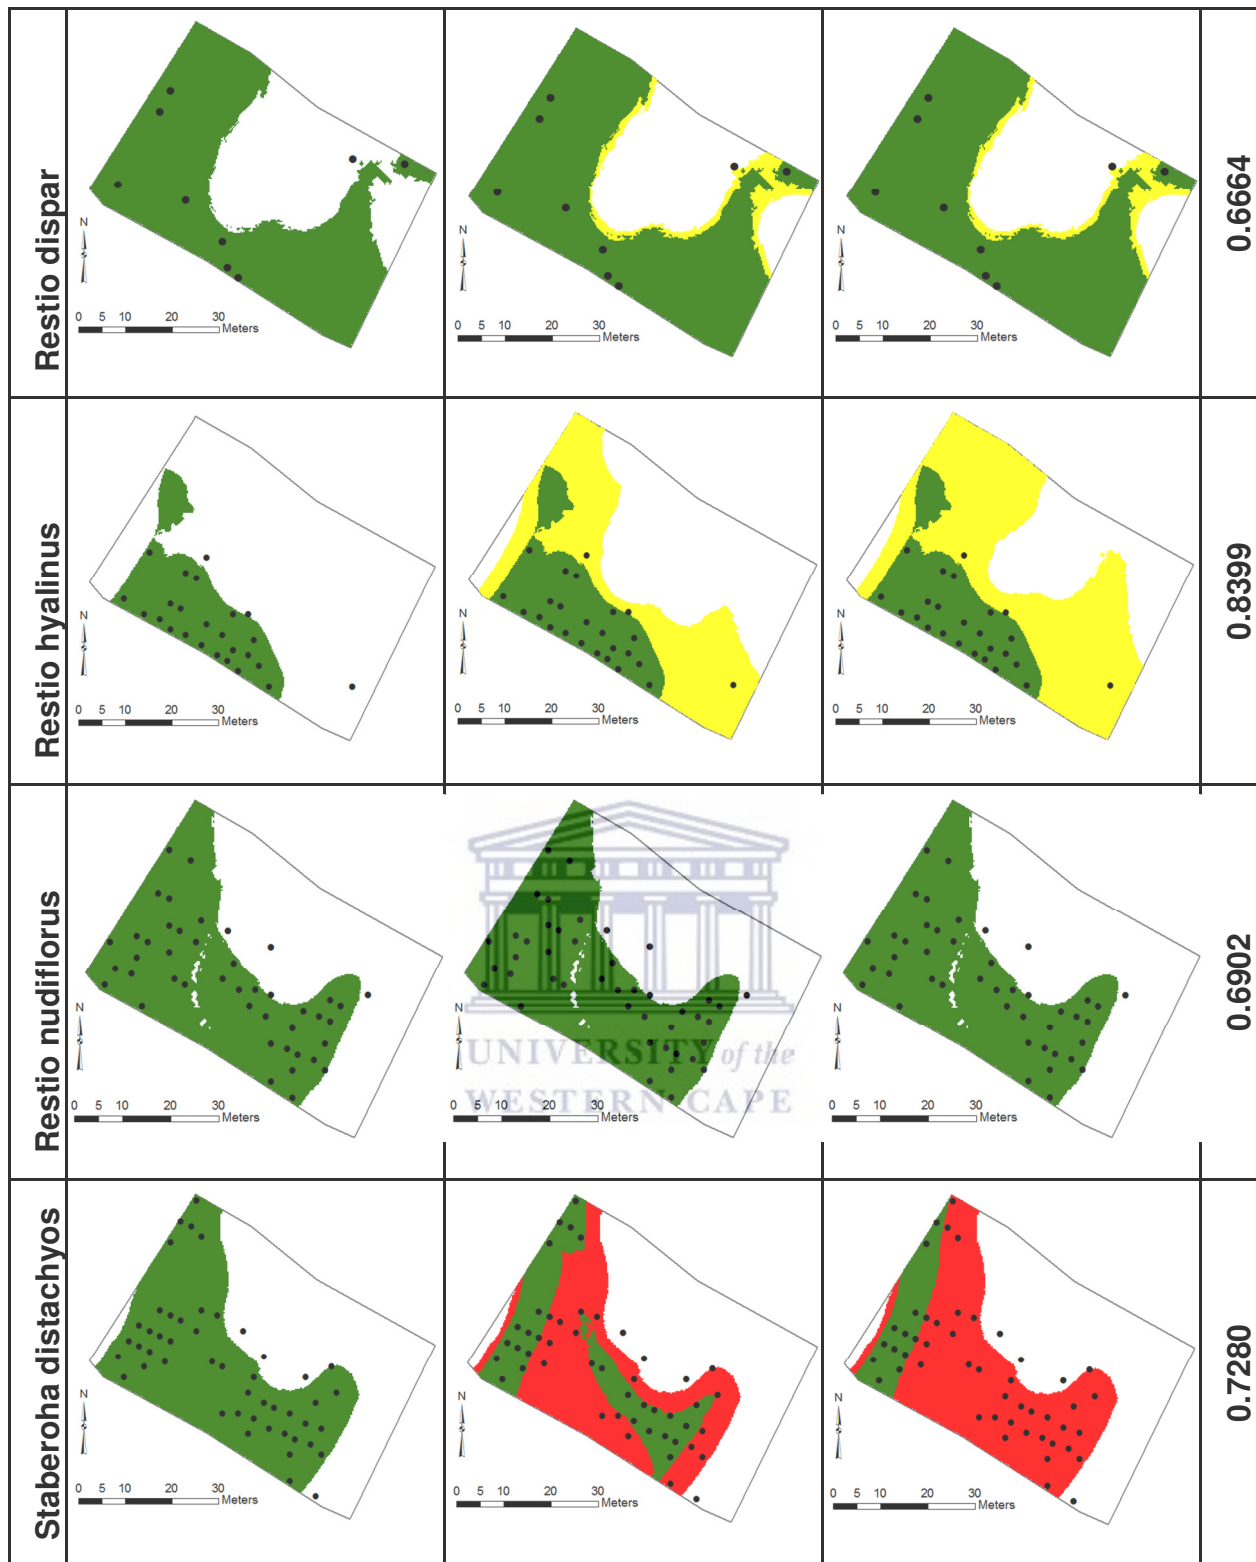 Restio dispar
N
N
N
0 5 10 20 30 Meters
0 5 10 20 30 Meters
0 5 10 20 30 Meters
0.6664
Restio hyalinus
N
N
N
0 5 10 20 30 Meters
0 5 10 20 30 Meters
0 5 10 20 30 Meters
0.8399
Restio nudiflorus
N
N
N
UNIVERSITY of the
WESTERN CAPE
0 5 10 20 30 Meters
0 5 10 20 30
0 5 10 20 30 Meters
0.6902
Staberoha distachyos
N
N
N
0 5 10 20 30 Meters
0 5 10 20 30 Meters
0 5 10 20 30 Meters
0.7280